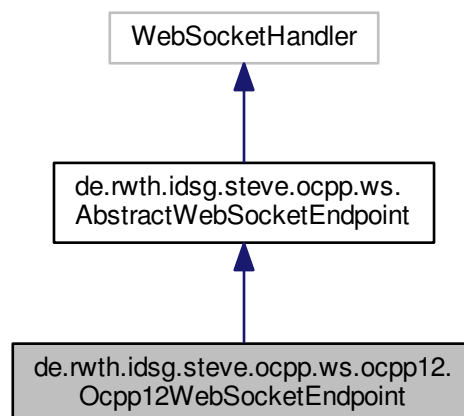 WebSocketHandler
de.rwth.idsg.steve.ocpp.ws.
AbstractWebSocketEndpoint
de.rwth.idsg.steve.ocpp.ws.ocpp12.
Ocpp12WebSocketEndpoint